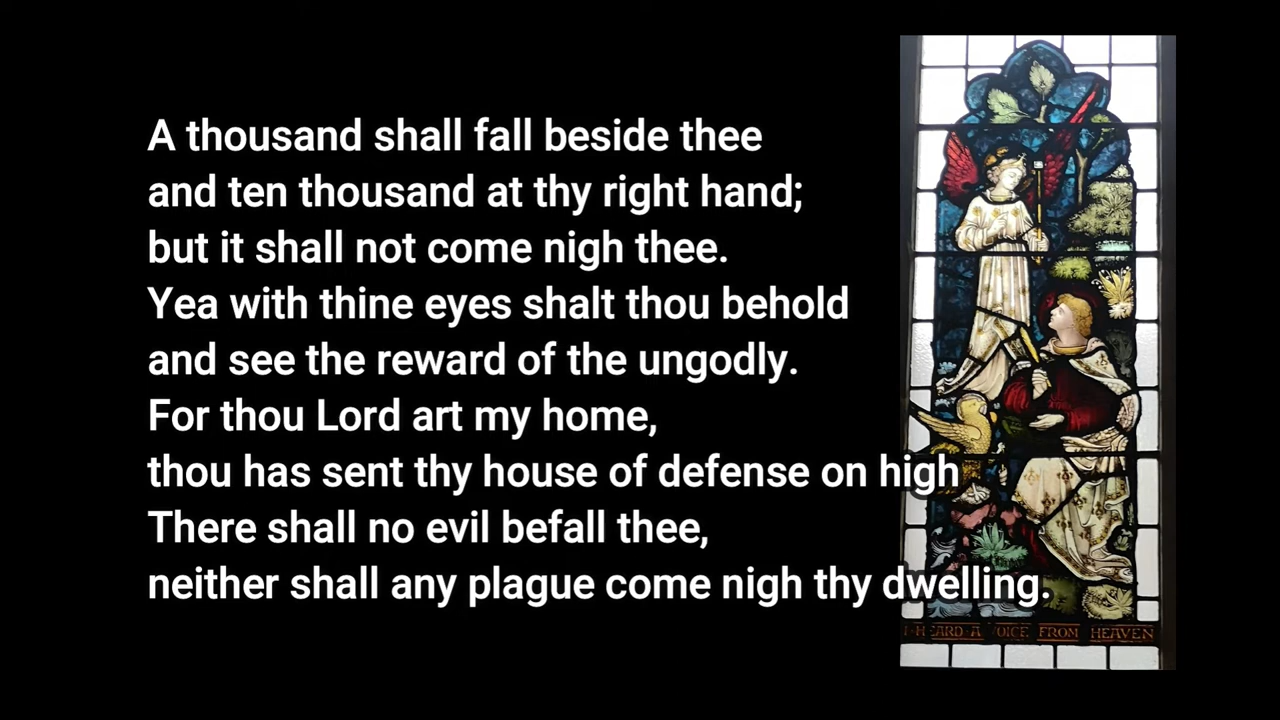 A thousand shall fall beside thee
and ten thousand at thy right hand;
but it shall not come nigh thee.
Yea with thine eyes shalt thou behold
and see the reward of the ungodly.
For thou Lord art my home,
thou has sent thy house of defense on high
There shall no evil befall thee,
neither shall any plague come nigh thy dwelling.
I·HEARD·A VOICE FROM HEAVEN